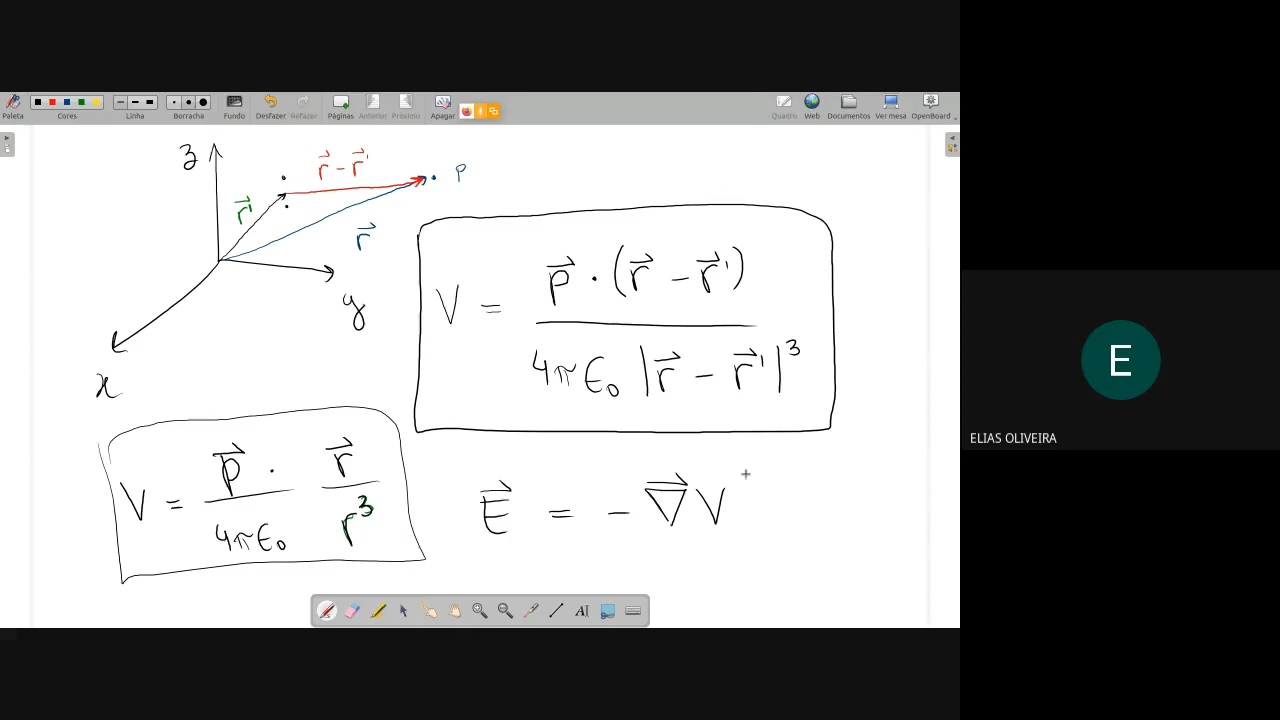 Paleta Cores Linha Borracha Fundo Desfazer Refazer Páginas Anterior Próximo Apagar Quadro Web Documentos Ver mesa OpenBoard
z
r⃗ - r⃗'
P
r⃗'
r⃗
y
x
V = p⃗ · (r⃗ - r⃗') / 4πε₀ |r⃗ - r⃗'|³
V = p⃗ / 4πε₀ · r⃗ / r³
E⃗ = - ∇⃗V
AI
E
ELIAS OLIVEIRA